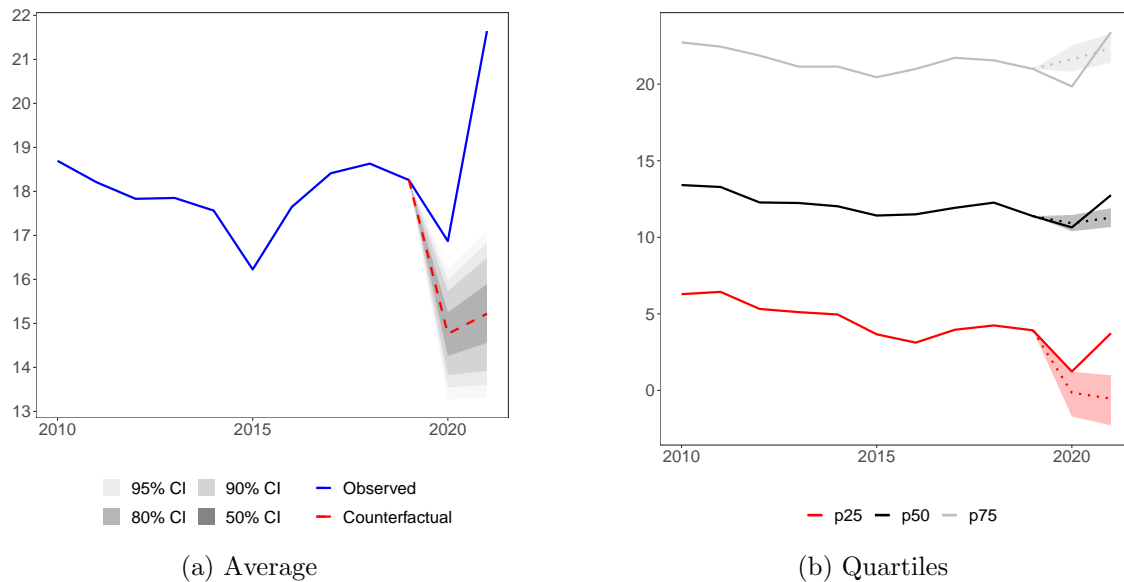 22
21
20
19
18
17
16
15
14
13
2010 2015 2020
95% CI 90% CI Observed
80% CI 50% CI Counterfactual
(a) Average
20
15
10
5
0
2010 2015 2020
p25 p50 p75
(b) Quartiles